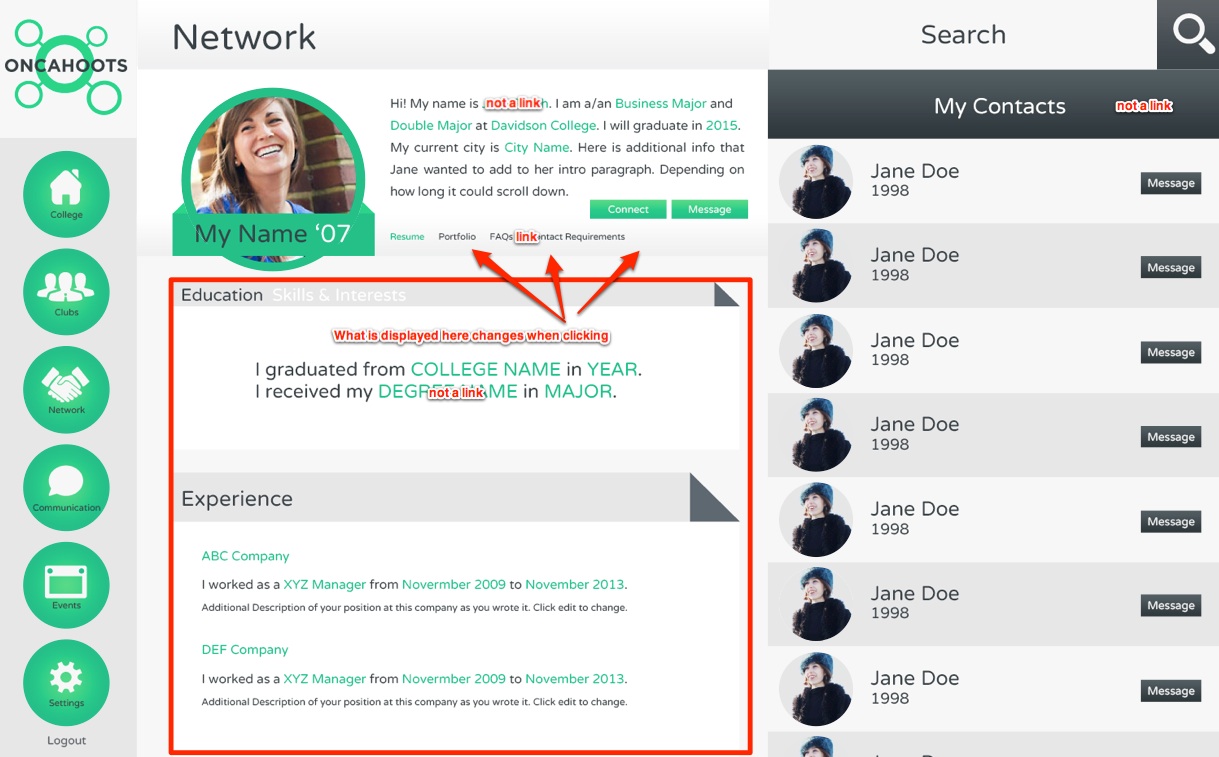 ONCAHOOTS
College
Clubs
Network
Communication
Events
Settings
Logout
Network
Hi! My name is not a link. I am a/an Business Major and
Double Major at Davidson College. I will graduate in 2015.
My current city is City Name. Here is additional info that
Jane wanted to add to her intro paragraph. Depending on
how long it could scroll down.
Connect Message
My Name ‘07
Resume Portfolio FAQs link Requirements
Education Skills & Interests
What is displayed here changes when clicking
I graduated from COLLEGE NAME in YEAR.
I received my not a link in MAJOR.
Experience
ABC Company
I worked as a XYZ Manager from Novermber 2009 to November 2013.
Additional Description of your position at this company as you wrote it. Click edit to change.
DEF Company
I worked as a XYZ Manager from Novermber 2009 to November 2013.
Additional Description of your position at this company as you wrote it. Click edit to change.
Search
My Contacts not a link
Jane Doe
1998
Message
Jane Doe
1998
Message
Jane Doe
1998
Message
Jane Doe
1998
Message
Jane Doe
1998
Message
Jane Doe
1998
Message
Jane Doe
1998
Message